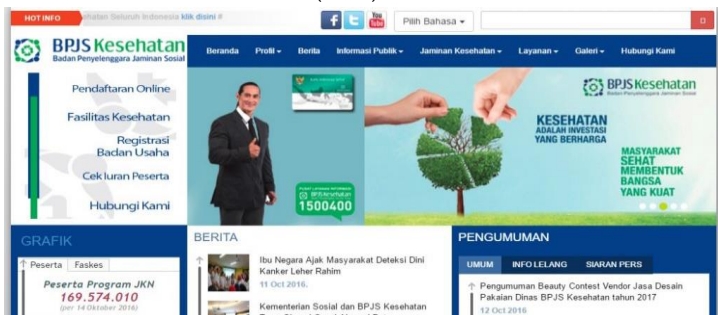 HOT INFO
hatan Seluruh Indonesia klik disini #
f
You
Pilih Bahasa
BPJS Kesehatan
Badan Penyelenggara Jaminan Sosial
Beranda Profil Berita Informasi Publik Jaminan Kesehatan Layanan Galeri Hubungi Kami
Pendaftaran Online
Fasilitas Kesehatan
Registrasi
Badan Usaha
Cek Iuran Peserta
Hubungi Kami
BPJS Kesehatan
1500400
BPJS Kesehatan
Badan Penyelenggara Jaminan Sosial
KESEHATAN
ADALAH INVESTASI
YANG BERHARGA
MASYARAKAT
SEHAT
MEMBENTUK
BANGSA
YANG KUAT
GRAFIK
Peserta Faskes
Peserta Program JKN
169.574.010
(per 14 Oktober 2016)
BERITA
Ibu Negara Ajak Masyarakat Deteksi Dini
Kanker Leher Rahim
11 Oct 2016.
Kementerian Sosial dan BPJS Kesehatan
PENGUMUMAN
UMUM INFO LELANG SIARAN PERS
Pengumuman Beauty Contest Vendor Jasa Desain
Pakaian Dinas BPJS Kesehatan tahun 2017
12 Oct 2016